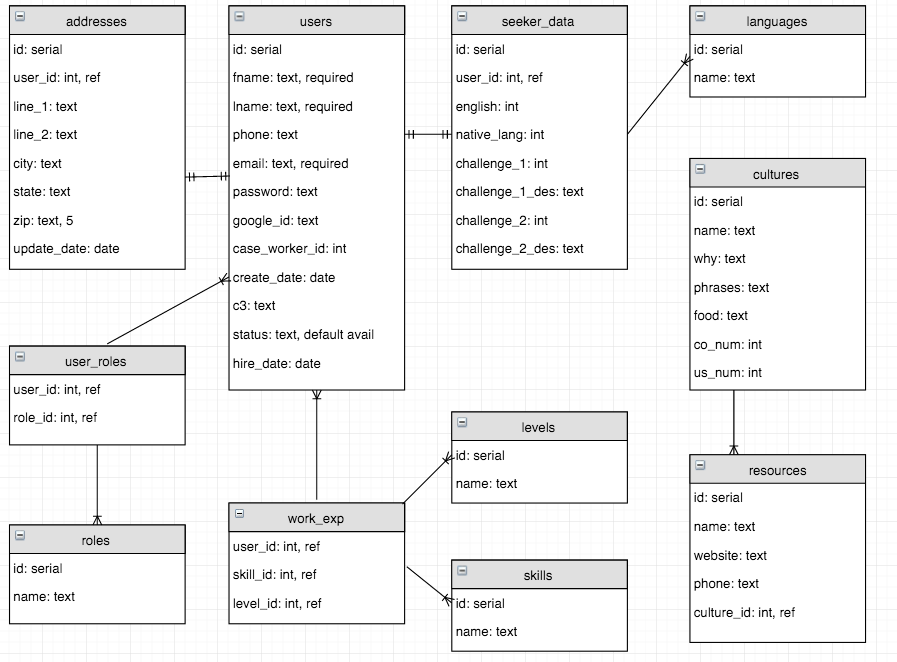 addresses
id: serial
user_id: int, ref
line_1: text
line_2: text
city: text
state: text
zip: text, 5
update_date: date
users
id: serial
fname: text, required
lname: text, required
phone: text
email: text, required
password: text
google_id: text
case_worker_id: int
create_date: date
c3: text
status: text, default avail
hire_date: date
seeker_data
id: serial
user_id: int, ref
english: int
native_lang: int
challenge_1: int
challenge_1_des: text
challenge_2: int
challenge_2_des: text
languages
id: serial
name: text
cultures
id: serial
name: text
why: text
phrases: text
food: text
co_num: int
us_num: int
user_roles
user_id: int, ref
role_id: int, ref
levels
id: serial
name: text
resources
id: serial
name: text
website: text
phone: text
culture_id: int, ref
work_exp
user_id: int, ref
skill_id: int, ref
level_id: int, ref
roles
id: serial
name: text
skills
id: serial
name: text